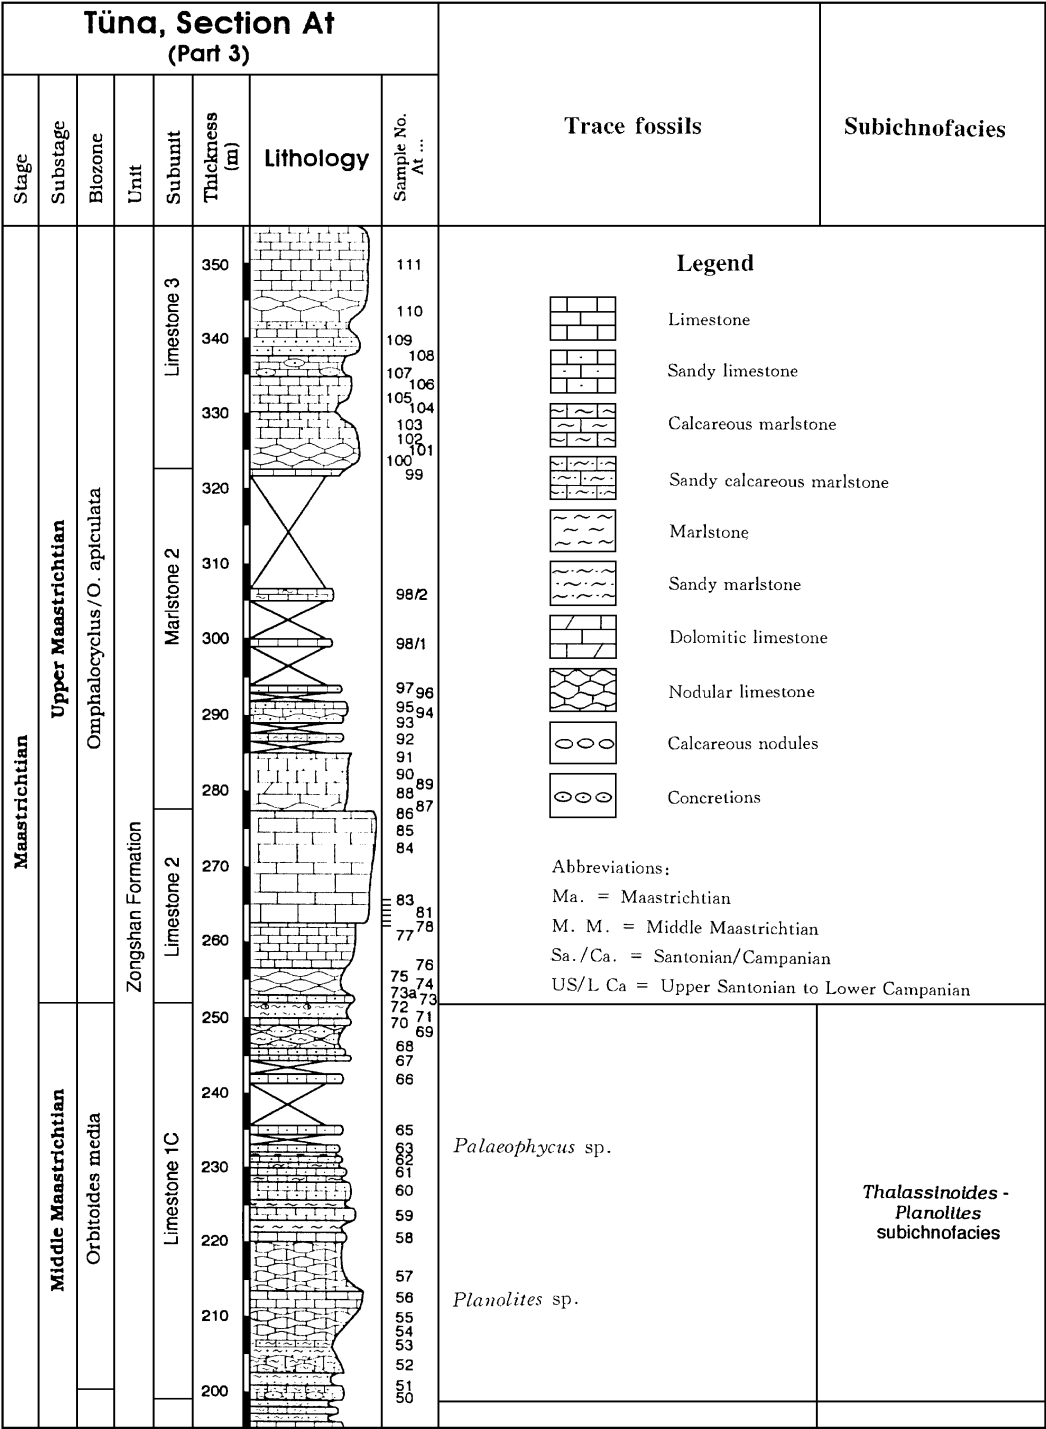 Tüna, Section At
(Part 3)
Stage
Substage
Biozone
Unit
Subunit
Thickness
(m)
Lithology
Sample No.
At ...
Trace fossils
Subichnofacies
Maastrichtian
Upper Maastrichtian
Middle Maastrichtian
Omphalocyclus/O. apiculata
Orbitoides media
Zongshan Formation
Limestone 3
Marlstone 2
Limestone 2
Limestone 1C
350
340
330
320
310
300
290
280
270
260
250
240
230
220
210
200
111
110
109
108
107
106
105
104
103
102
101
100
99
98/2
98/1
97 96
95
94
93
92
91
90
89
88
87
86
85
84
83
81
78
77
76
75
74
73a 73
72
71
70
69
68
67
66
65
63
62
61
60
59
58
57
56
55
54
53
52
51
50
Legend
Limestone
Sandy limestone
Calcareous marlstone
Sandy calcareous marlstone
Marlstone
Sandy marlstone
Dolomitic limestone
Nodular limestone
Calcareous nodules
Concretions
Abbreviations:
Ma. = Maastrichtian
M. M. = Middle Maastrichtian
Sa./Ca. = Santonian/Campanian
US/L Ca = Upper Santonian to Lower Campanian
Palaeophycus sp.
Planolites sp.
Thalassinoides -
Planolites
subichnofacies